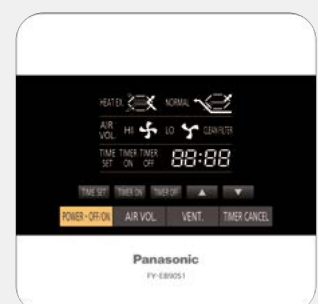 HEAT EX. NORMAL
AIR VOL. HI LO CLEAN FILTER
TIME SET TIMER ON TIMER OFF 88:88
TIME SET TIMER ON TIMER OFF ▲ ▼
POWER - OFF/ON AIR VOL. VENT. TIMER CANCEL
Panasonic
FY-EB9051